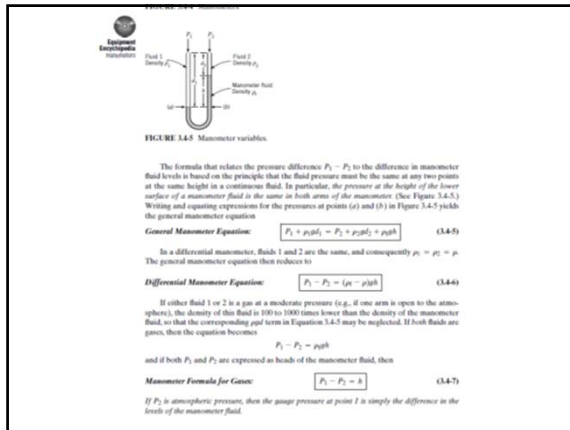 Equipment
Encyclopedia
manometers
P₁ P₂
Fluid 1
Density ρ₁
Fluid 2
Density ρ₂
Manometer fluid
Density ρf
(a) (b)
FIGURE 3.4-5 Manometer variables.
The formula that relates the pressure difference P₁ − P₂ to the difference in manometer
fluid levels is based on the principle that the fluid pressure must be the same at any two points
at the same height in a continuous fluid. In particular, the pressure at the height of the lower
surface of a manometer fluid is the same in both arms of the manometer. (See Figure 3.4-5.)
Writing and equating expressions for the pressures at points (a) and (b) in Figure 3.4-5 yields
the general manometer equation
General Manometer Equation: P₁ + ρ₁gd₁ = P₂ + ρ₂gd₂ + ρfgh (3.4-5)
In a differential manometer, fluids 1 and 2 are the same, and consequently ρ₁ = ρ₂ = ρ.
The general manometer equation then reduces to
Differential Manometer Equation: P₁ − P₂ = (ρf − ρ)gh (3.4-6)
If either fluid 1 or 2 is a gas at a moderate pressure (e.g., if one arm is open to the atmo-
sphere), the density of this fluid is 100 to 1000 times lower than the density of the manometer
fluid, so that the corresponding ρgd term in Equation 3.4-5 may be neglected. If both fluids are
gases, then the equation becomes
P₁ − P₂ = ρfgh
and if both P₁ and P₂ are expressed as heads of the manometer fluid, then
Manometer Formula for Gases: P₁ − P₂ = h (3.4-7)
If P₂ is atmospheric pressure, then the gauge pressure at point 1 is simply the difference in the
levels of the manometer fluid.